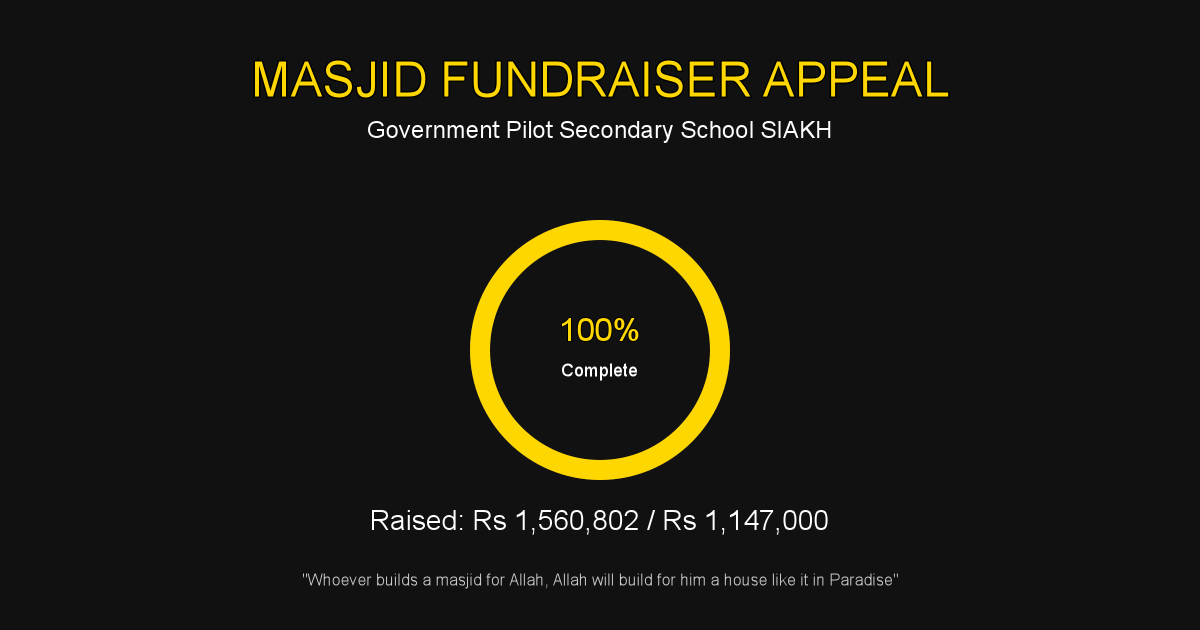 MASJID FUNDRAISER APPEAL
Government Pilot Secondary School SIAKH
100%
Complete
Raised: Rs 1,560,802 / Rs 1,147,000
"Whoever builds a masjid for Allah, Allah will build for him a house like it in Paradise"